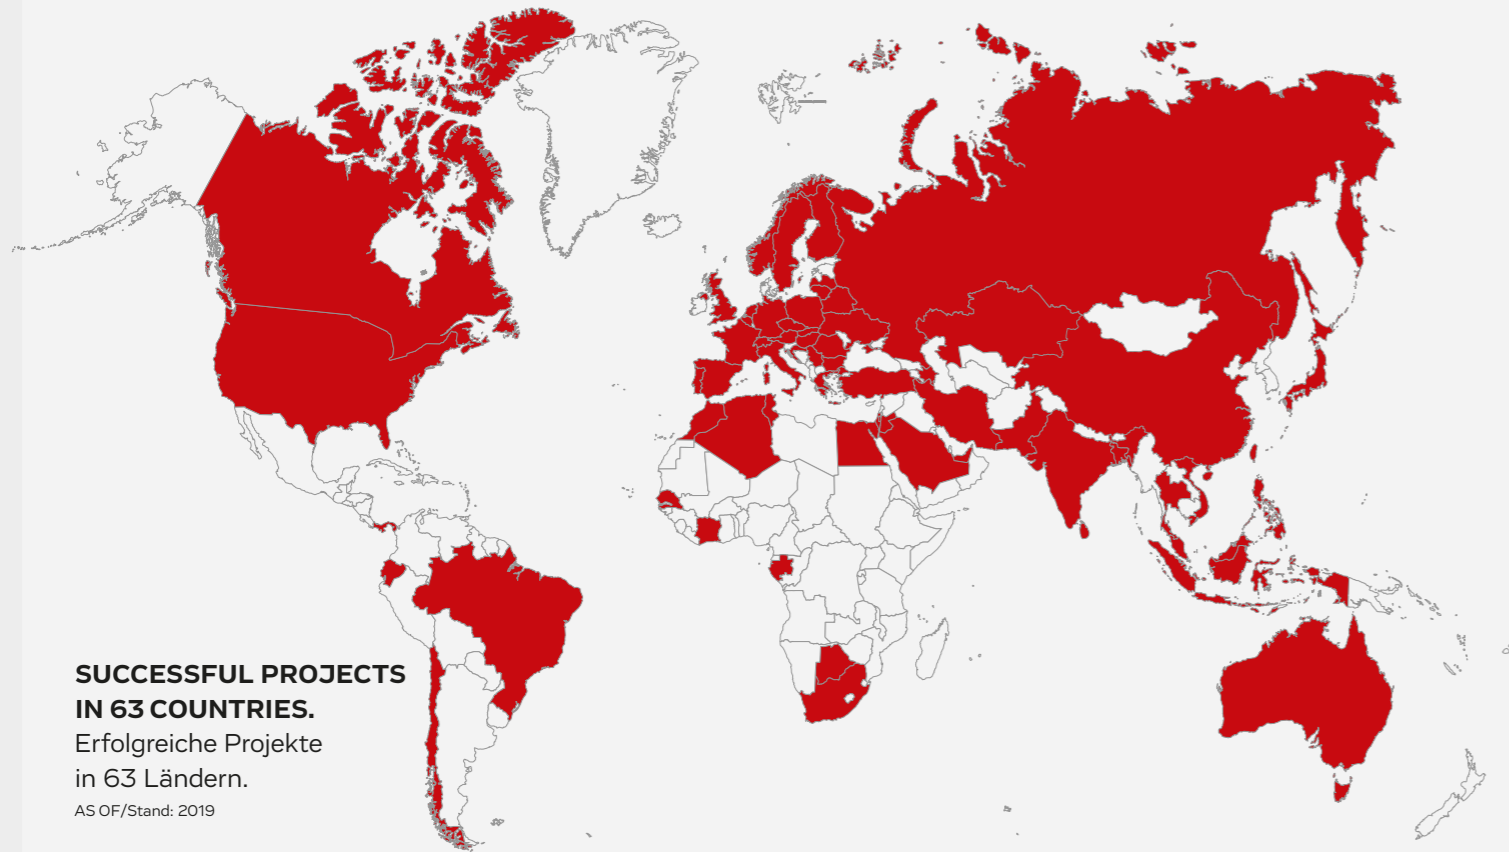 SUCCESSFUL PROJECTS
IN 63 COUNTRIES.
Erfolgreiche Projekte
in 63 Ländern.
AS OF/Stand: 2019